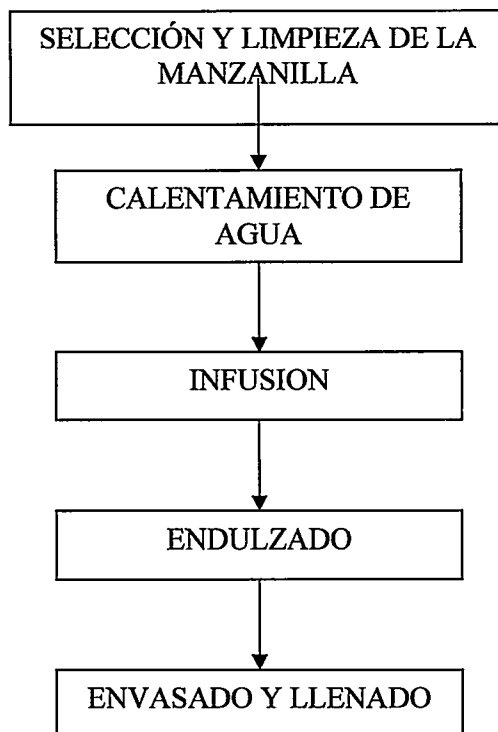 SELECCIÓN Y LIMPIEZA DE LA
MANZANILLA
CALENTAMIENTO DE
AGUA
INFUSION
ENDULZADO
ENVASADO Y LLENADO